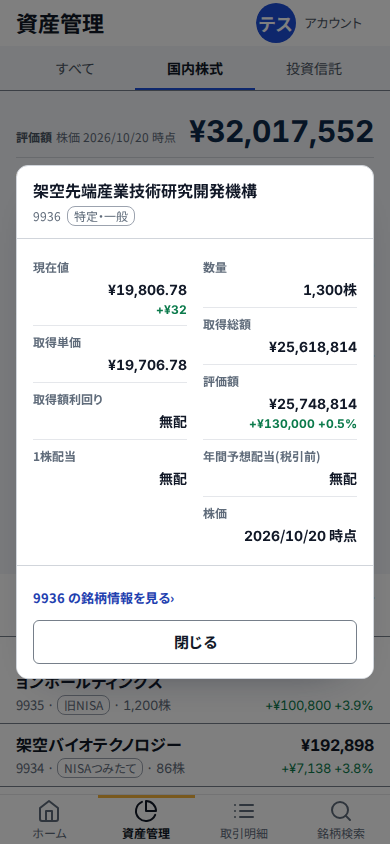 資産管理
テス アカウント
すべて 国内株式 投資信託
評価額 株価 2026/10/20 時点 ¥32,017,552
架空先端産業技術研究開発機構
9936 特定・一般
現在値
¥19,806.78
+¥32
取得単価
¥19,706.78
取得額利回り
無配
1株配当
無配
数量
1,300株
取得総額
¥25,618,814
評価額
¥25,748,814
+¥130,000 +0.5%
年間予想配当(税引前)
無配
株価
2026/10/20 時点
9936 の銘柄情報を見る›
閉じる
ョンホールディングス
9935・旧NISA・1,200株 +¥100,800 +3.9%
架空バイオテクノロジー ¥192,898
9934・NISAつみたて・86株 +¥7,138 +3.8%
ホーム 資産管理 取引明細 銘柄検索